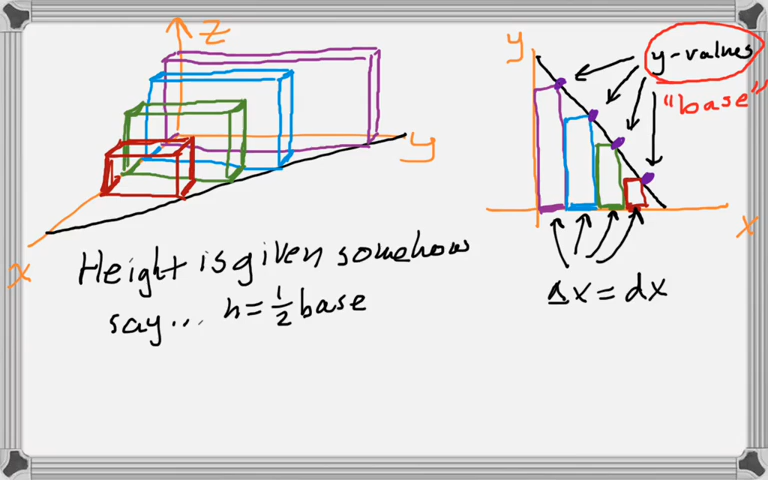 z
y
x
Height is given somehow
say... h = 1/2 base
y
y-values
"base"
x
Δx = dx